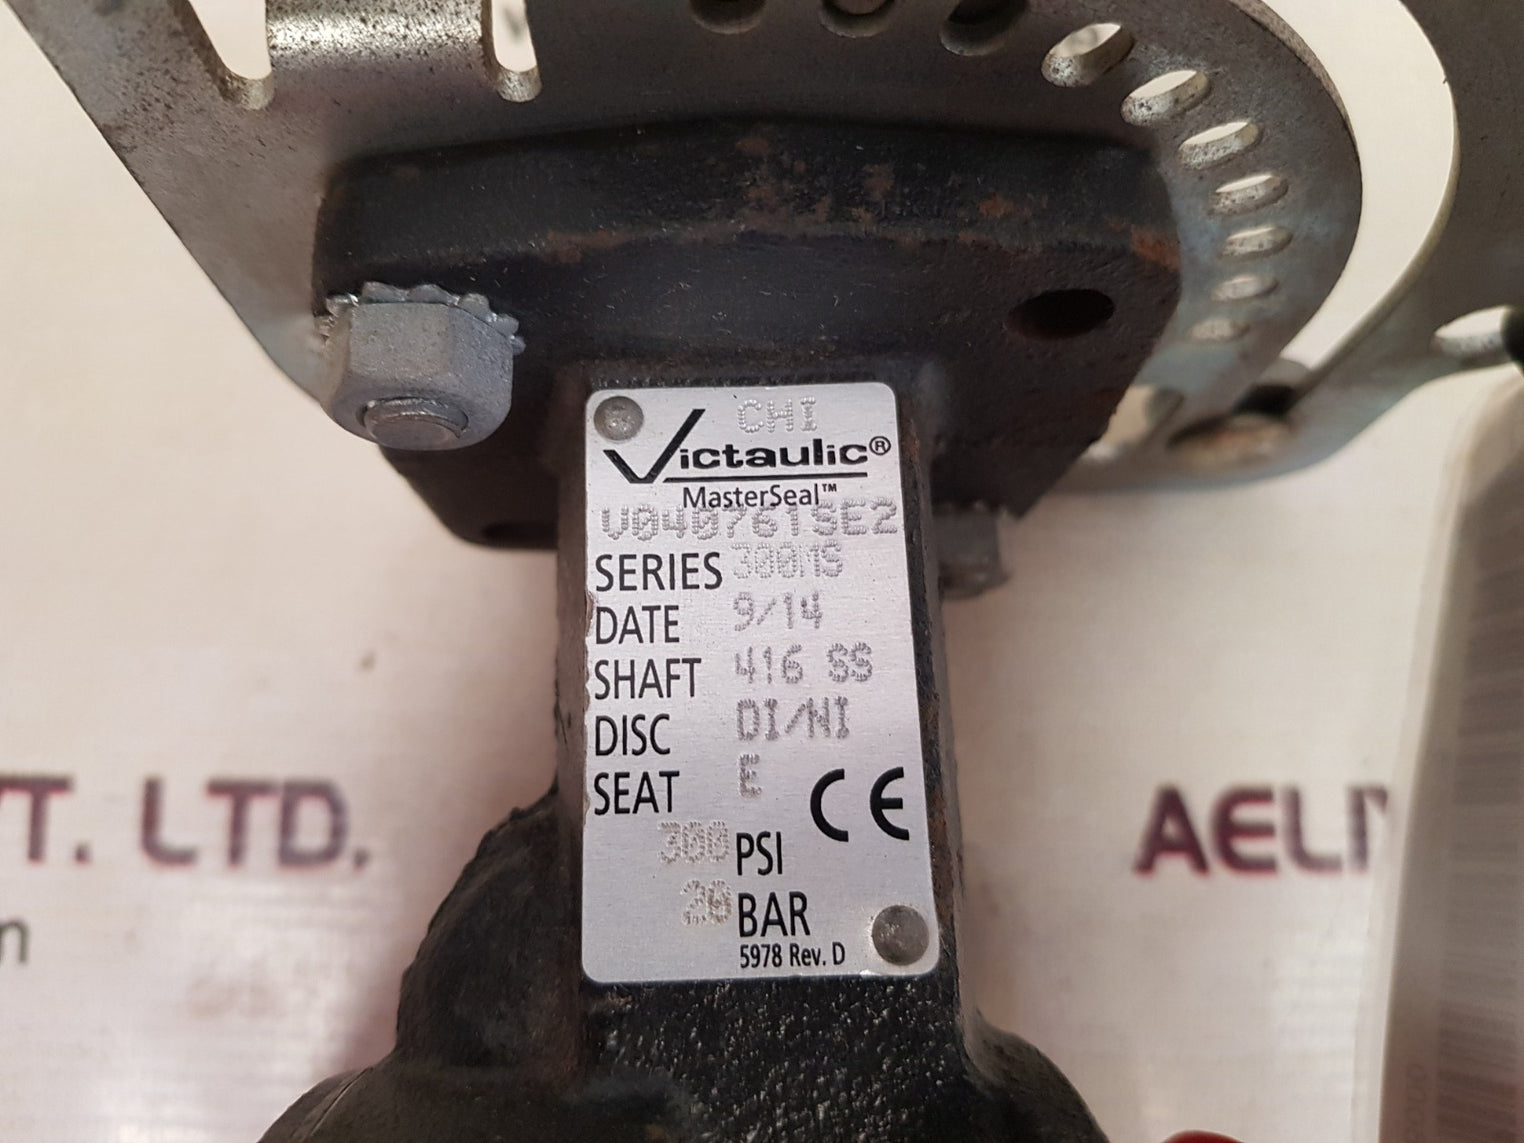 CHI
Victaulic®
MasterSeal™
V040761SE2
SERIES 300MS
DATE 9/14
SHAFT 416 SS
DISC DI/NI
SEAT E
CE
300 PSI
20 BAR
5978 Rev. D
T. LTD.
AELI
n